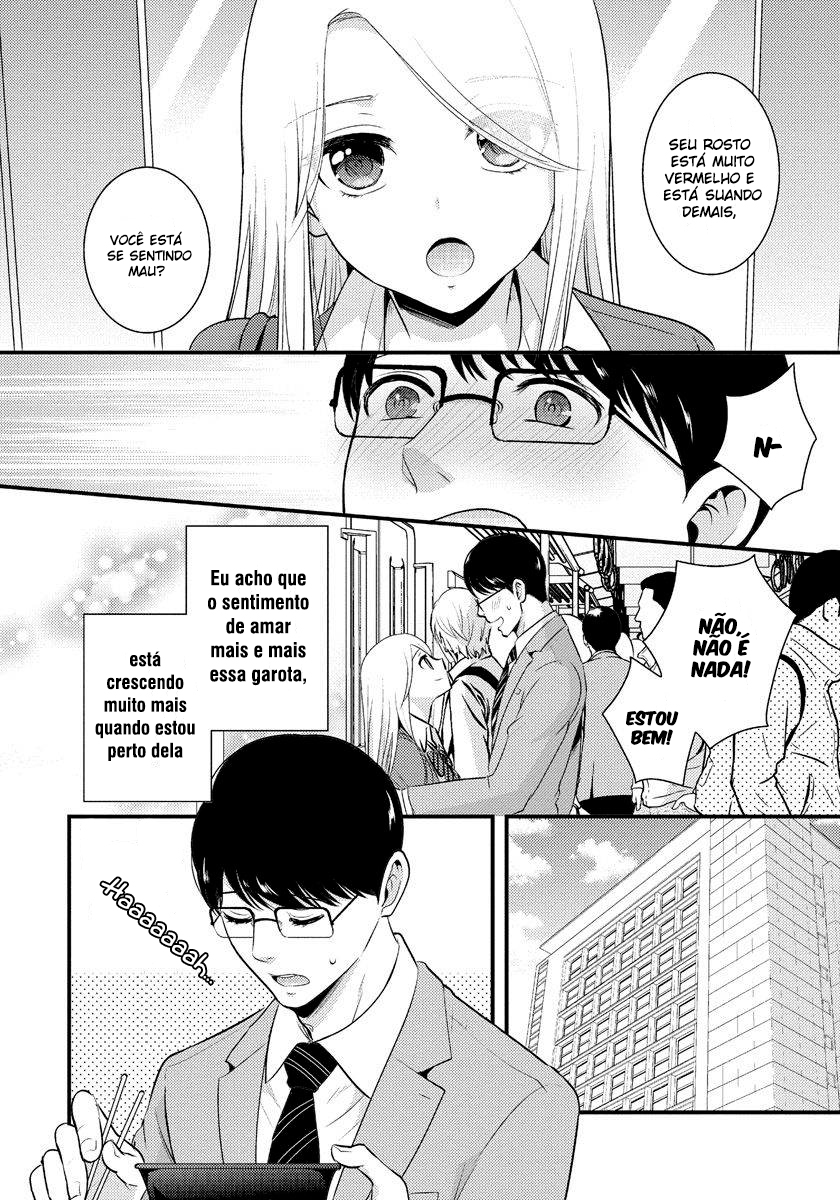 SEU ROSTO
ESTÁ MUITO
VERMELHO E
ESTÁ SUANDO
DEMAIS,
VOCÊ ESTÁ
SE SENTINDO
MAU?
N-
Eu acho que
o sentimento
de amar
mais e mais
essa garota,
está
crescendo
muito mais
quando estou
perto dela
NÃO,
NÃO É
NADA!
ESTOU
BEM!
Haaaaaaah...